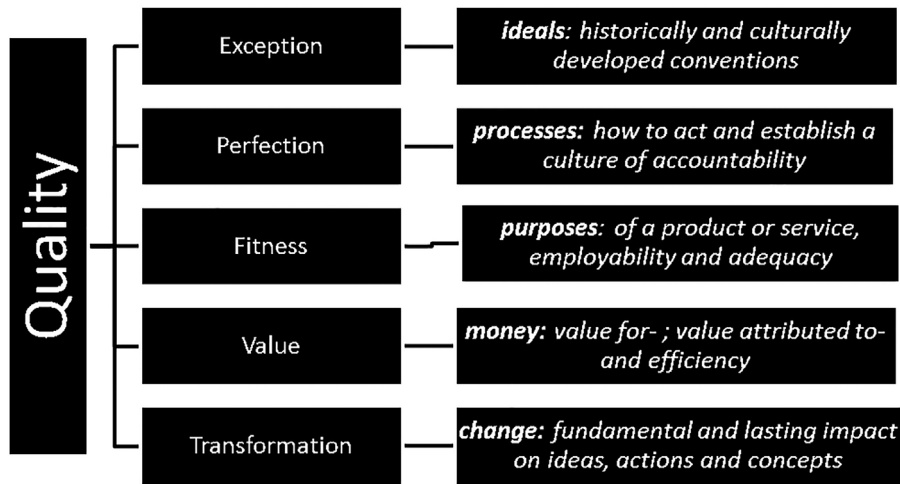 Quality
Exception
ideals: historically and culturally
developed conventions
Perfection
processes: how to act and establish a
culture of accountability
Fitness
purposes: of a product or service,
employability and adequacy
Value
money: value for- ; value attributed to-
and efficiency
Transformation
change: fundamental and lasting impact
on ideas, actions and concepts